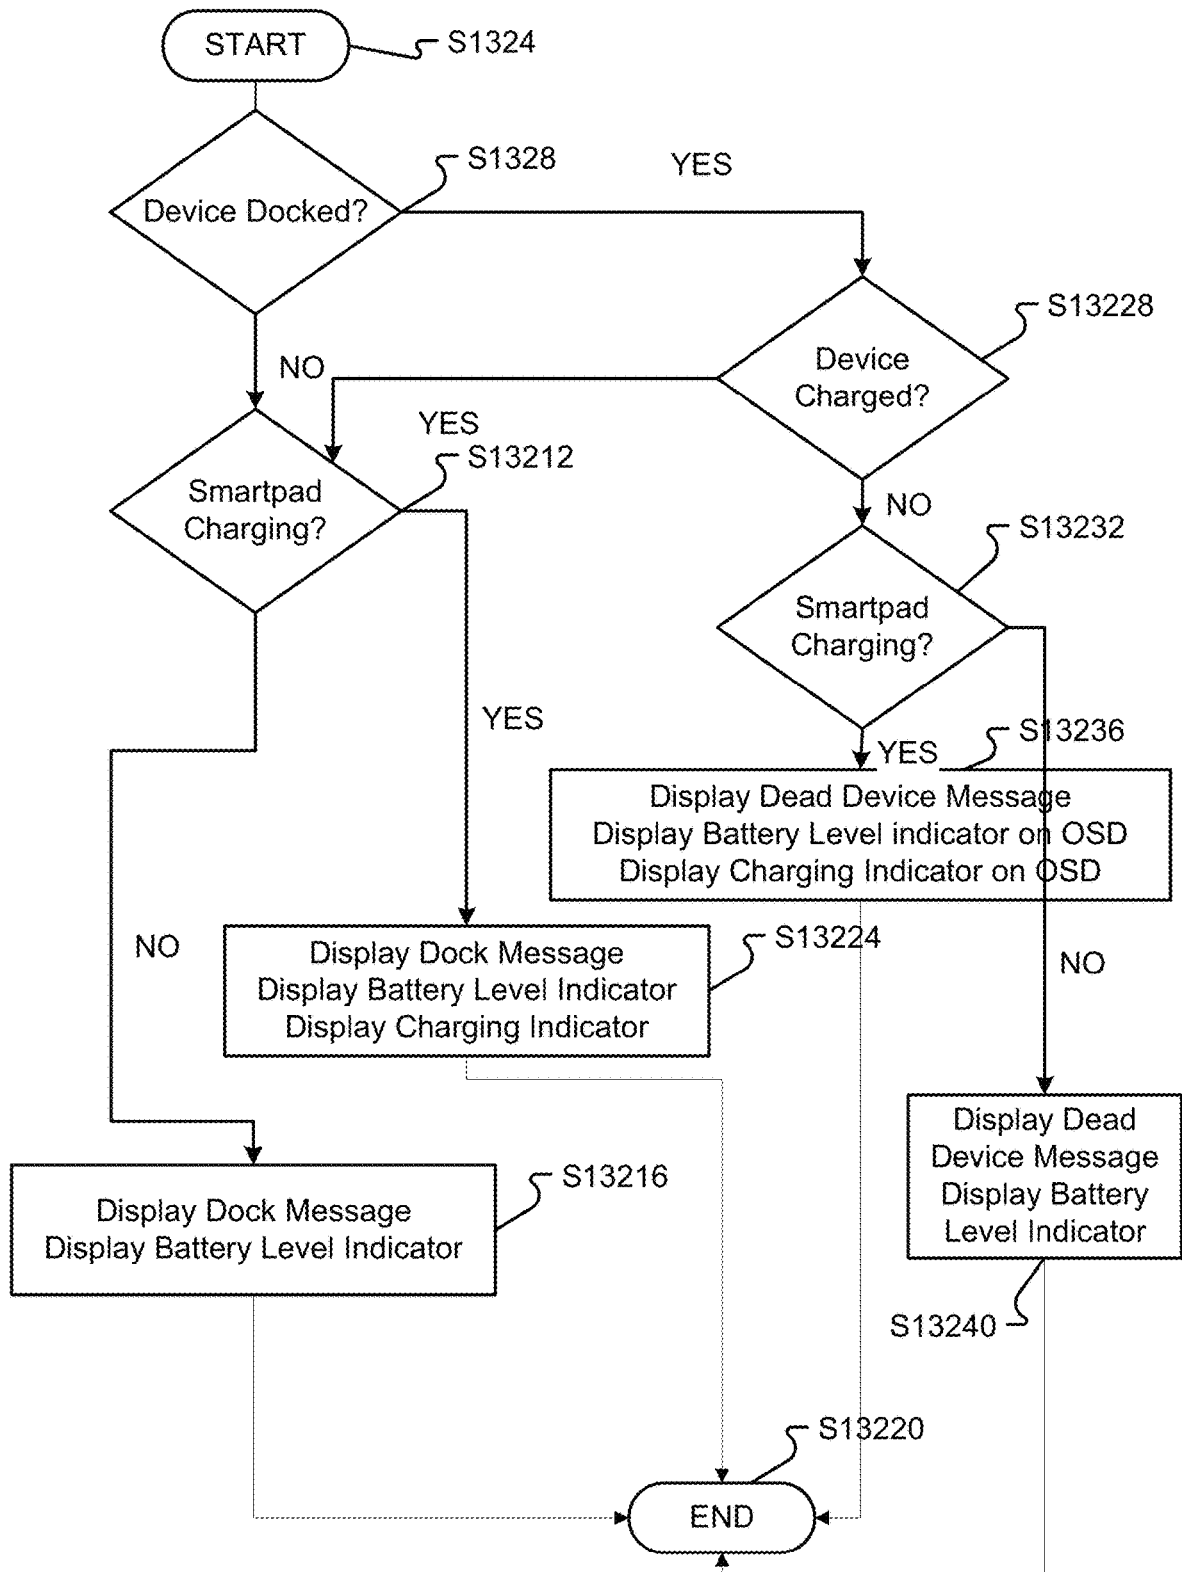 START
S1324
S1328
YES
Device Docked?
S13228
Device
Charged?
NO
YES
S13212
Smartpad
Charging?
NO
S13232
Smartpad
Charging?
YES
S13236
YES
Display Dead Device Message
Display Battery Level indicator on OSD
Display Charging Indicator on OSD
NO
S13224
Display Dock Message
Display Battery Level Indicator
Display Charging Indicator
NO
Display Dead
Device Message
Display Battery
Level Indicator
S13216
Display Dock Message
Display Battery Level Indicator
S13240
S13220
END